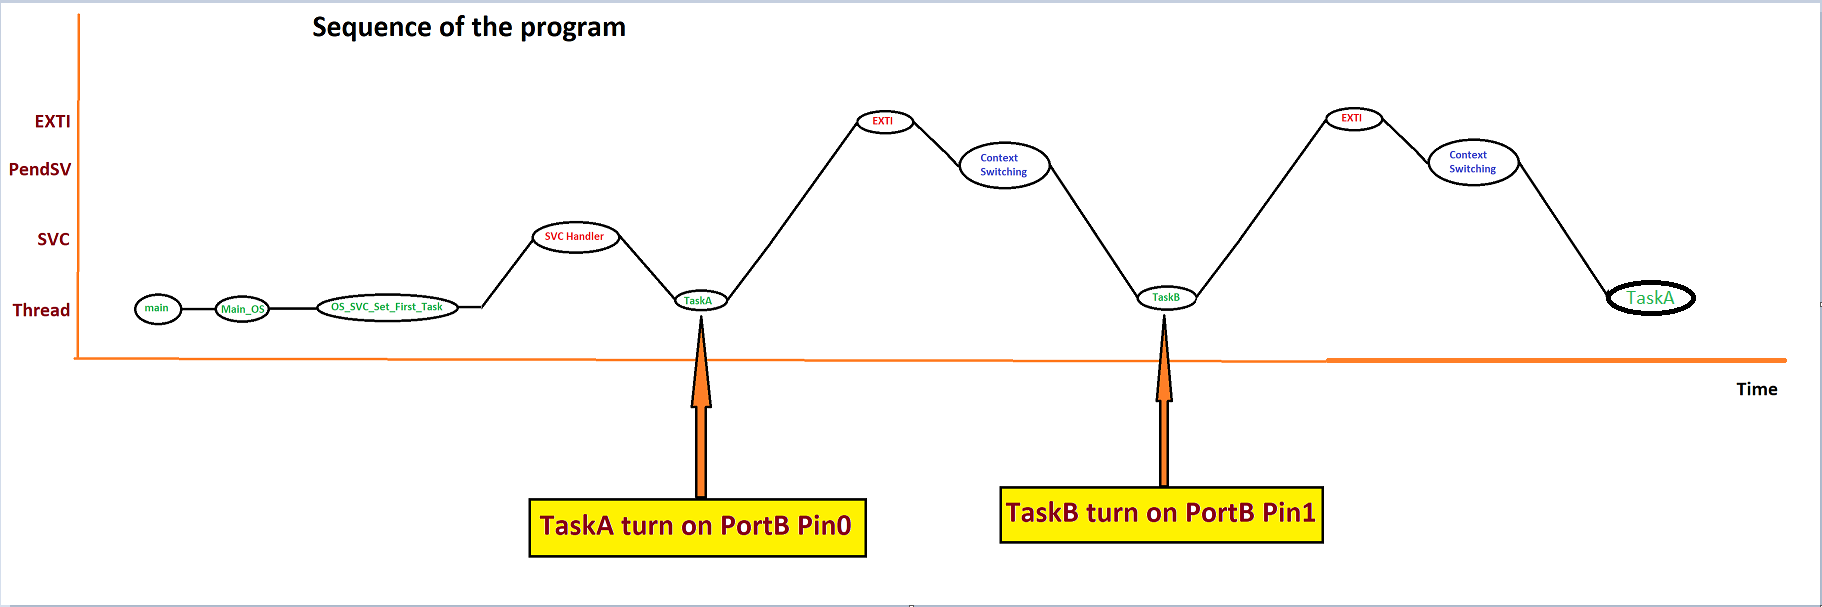 Sequence of the program
EXTI
EXTI
EXTI
PendSV
Context
Switching
Context
Switching
SVC
SVC Handler
Thread
main
Main_OS
OS_SVC_Set_First_Task
TaskA
TaskB
TaskA
Time
TaskA turn on PortB Pin0
TaskB turn on PortB Pin1